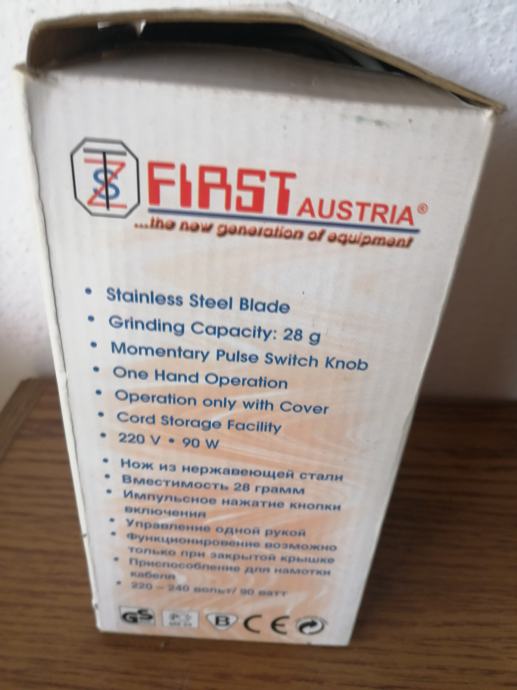 FIRST AUSTRIA®
...the new generation of equipment
• Stainless Steel Blade
• Grinding Capacity: 28 g
• Momentary Pulse Switch Knob
• One Hand Operation
• Operation only with Cover
• Cord Storage Facility
• 220 V • 90 W
• Нож из нержавеющей стали
• Вместимость 28 грамм
• Импульсное нажатие кнопки
включения
• Управление одной рукой
• Функционировение возможно
только при закрытой крышке
• Приспособление для намотки
кабеля
• 220 – 240 вольт/ 90 ватт
GS B CE